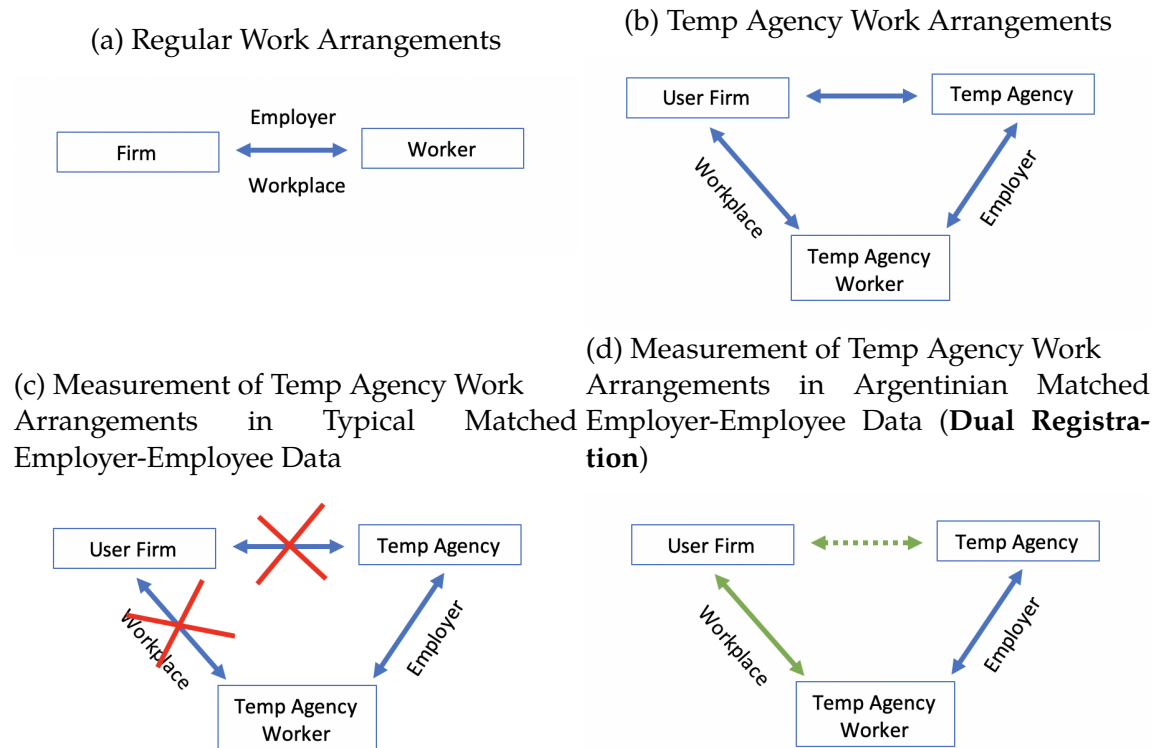 (a) Regular Work Arrangements
Employer
Firm
Worker
Workplace
(b) Temp Agency Work Arrangements
User Firm
Temp Agency
Workplace
Employer
Temp Agency
Worker
(c) Measurement of Temp Agency Work
Arrangements in Typical Matched
Employer-Employee Data
User Firm
Temp Agency
Workplace
Employer
Temp Agency
Worker
(d) Measurement of Temp Agency Work
Arrangements in Argentinian Matched
Employer-Employee Data (Dual Registra-
tion)
User Firm
Temp Agency
Workplace
Employer
Temp Agency
Worker